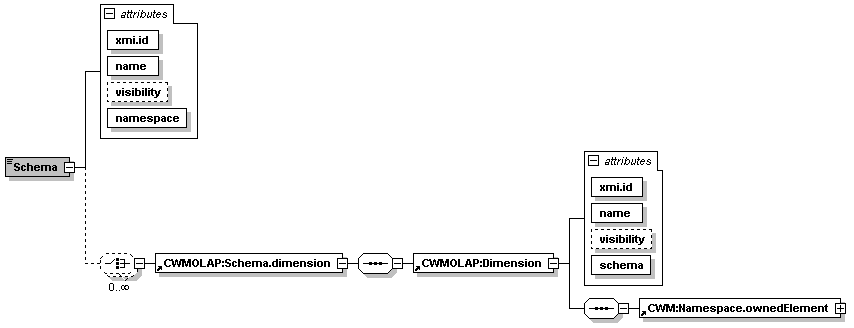 attributes
xmi.id
name
visibility
namespace
Schema
0..∞
CWMOLAP:Schema.dimension
CWMOLAP:Dimension
attributes
xmi.id
name
visibility
schema
CWM:Namespace.ownedElement